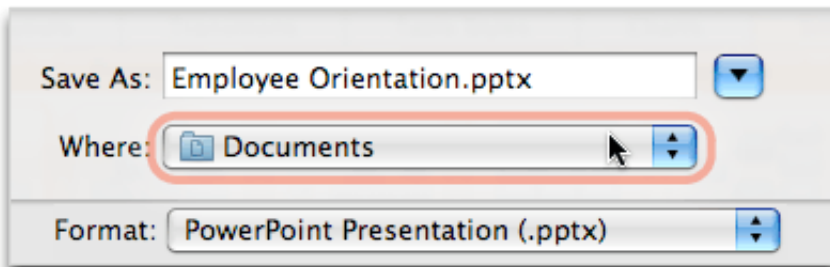 Save As: Employee Orientation.pptx
Where: Documents
Format: PowerPoint Presentation (.pptx)